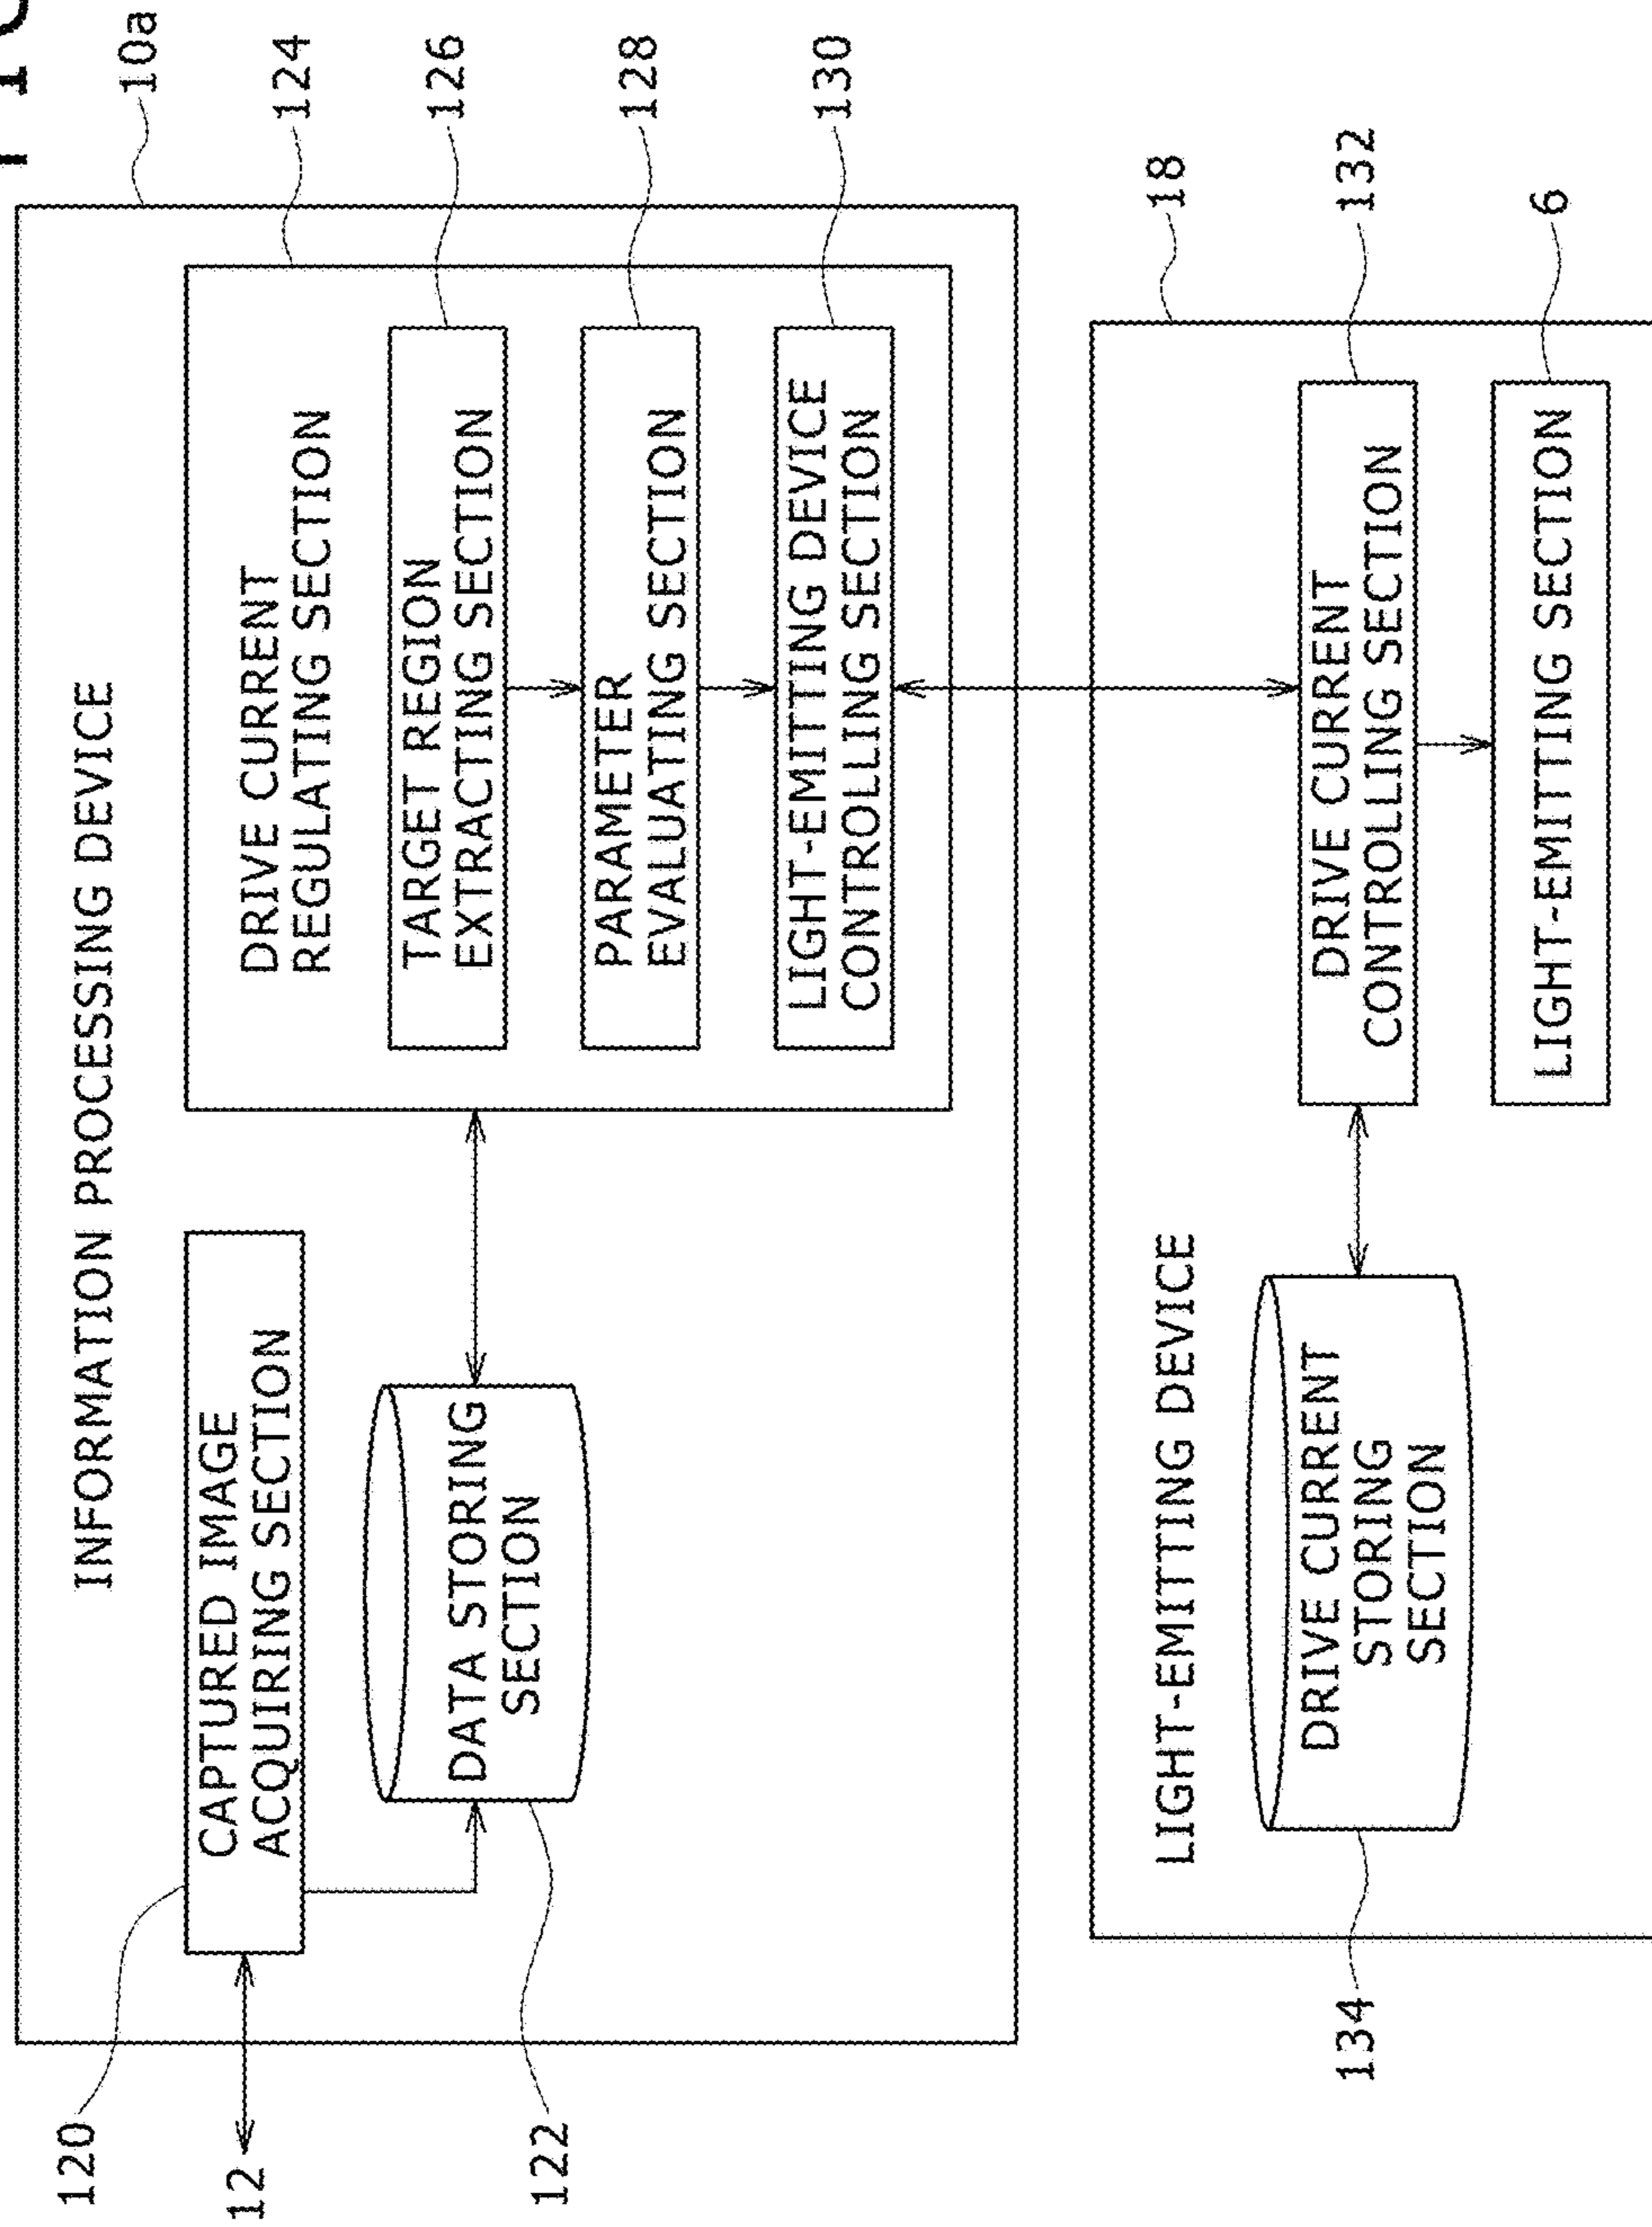 10a
INFORMATION PROCESSING DEVICE
120
12
CAPTURED IMAGE
ACQUIRING SECTION
122
DATA STORING
SECTION
124
DRIVE CURRENT
REGULATING SECTION
126
TARGET REGION
EXTRACTING SECTION
128
PARAMETER
EVALUATING SECTION
130
LIGHT-EMITTING DEVICE
CONTROLLING SECTION
18
LIGHT-EMITTING DEVICE
134
DRIVE CURRENT
STORING
SECTION
132
DRIVE CURRENT
CONTROLLING SECTION
6
LIGHT-EMITTING SECTION